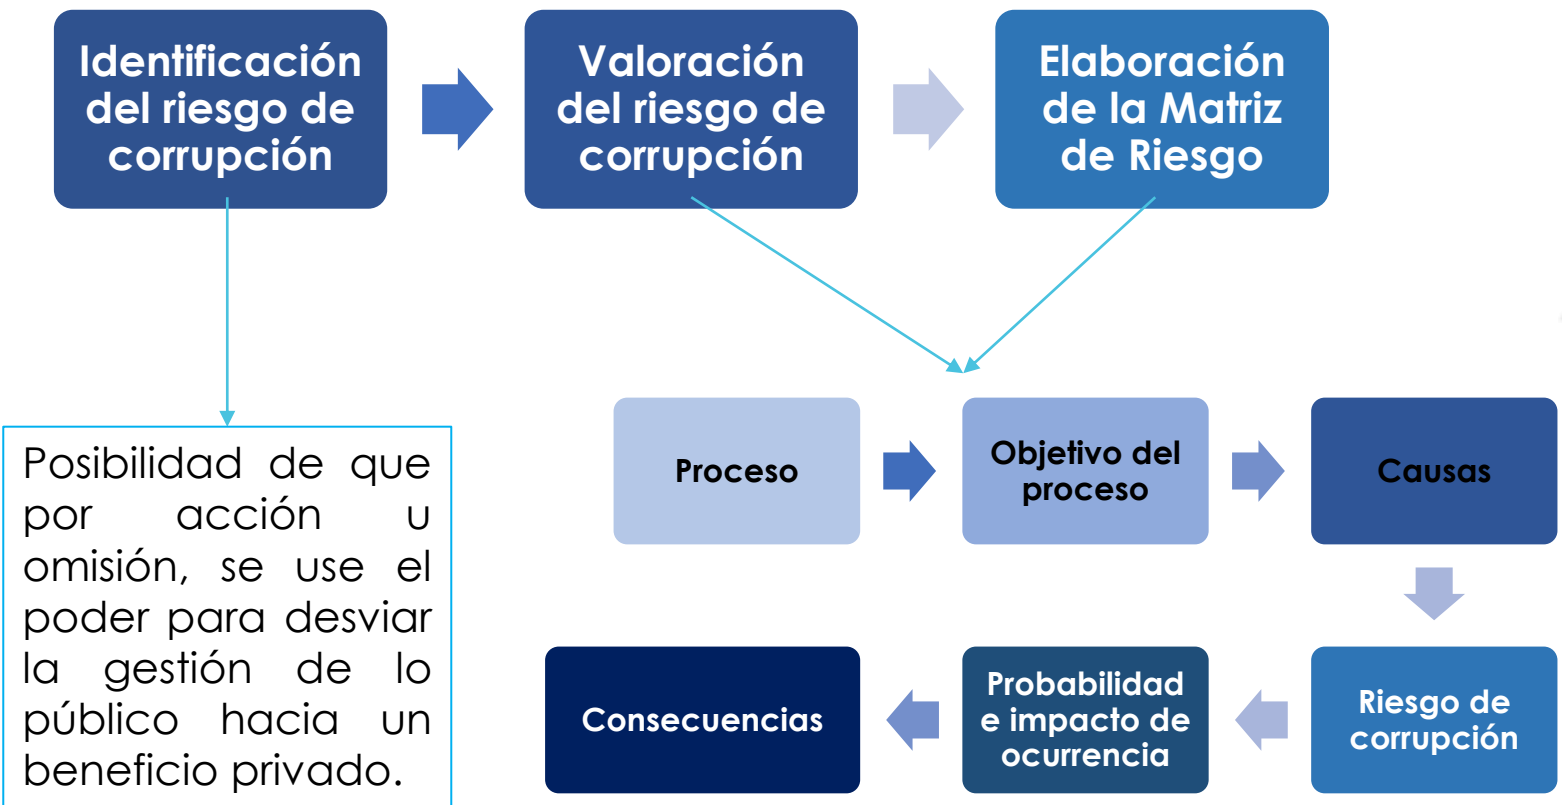 Identificación
del riesgo de
corrupción
Valoración
del riesgo de
corrupción
Elaboración
de la Matriz
de Riesgo
Posibilidad de que
por acción u
omisión, se use el
poder para desviar
la gestión de lo
público hacia un
beneficio privado.
Proceso
Objetivo del
proceso
Causas
Riesgo de
corrupción
Probabilidad
e impacto de
ocurrencia
Consecuencias